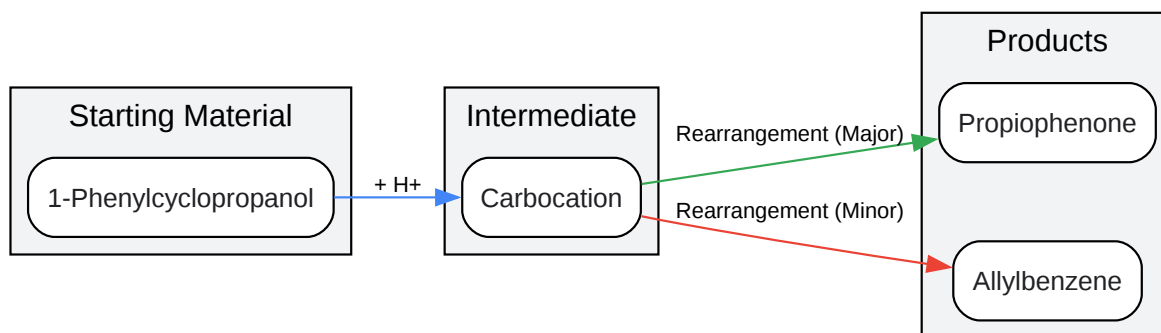 Starting Material
1-Phenylcyclopropanol
+ H+
Intermediate
Carbocation
Rearrangement (Major)
Rearrangement (Minor)
Products
Propiophenone
Allylbenzene